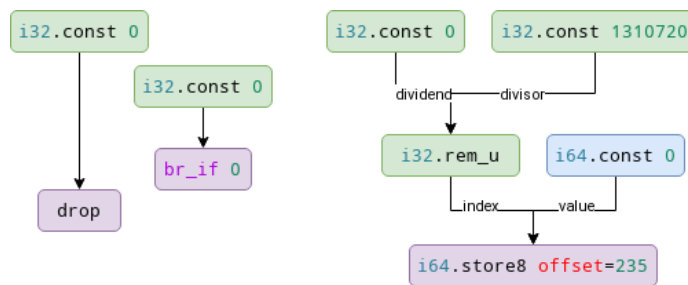 i32.const 0
i32.const 0
i32.const 1310720
i32.const 0
dividend
divisor
i32.rem_u
i64.const 0
br_if 0
drop
index
value
i64.store8 offset=235